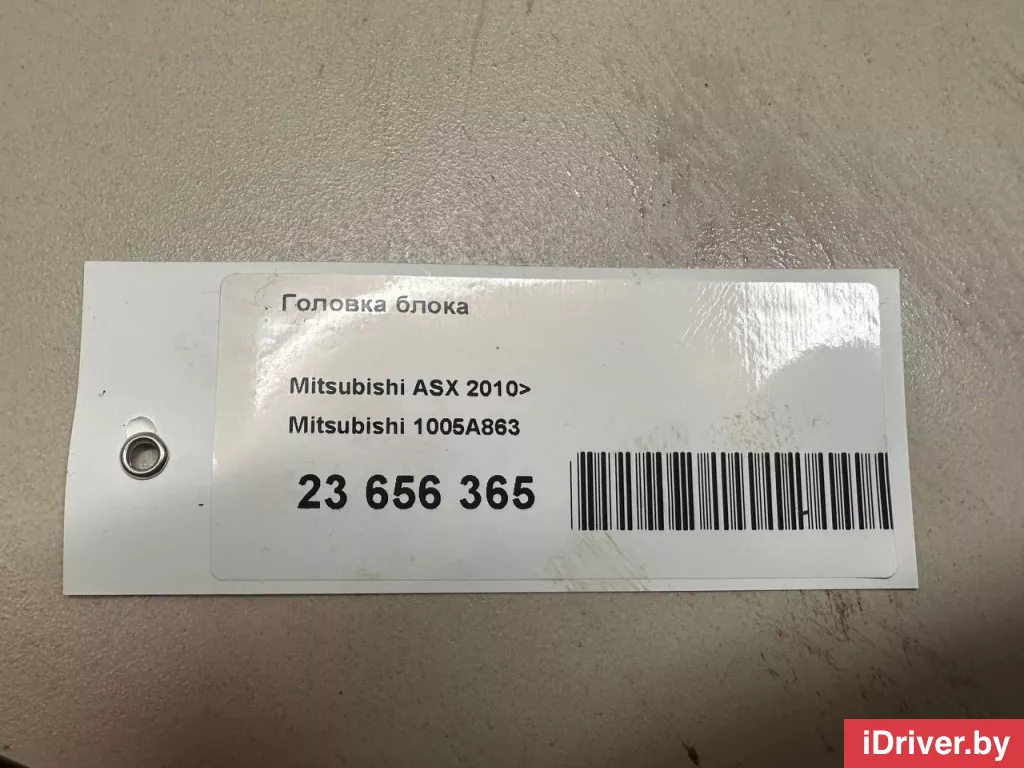 Головка блока
Mitsubishi ASX 2010>
Mitsubishi 1005A863
23 656 365
iDriver.by